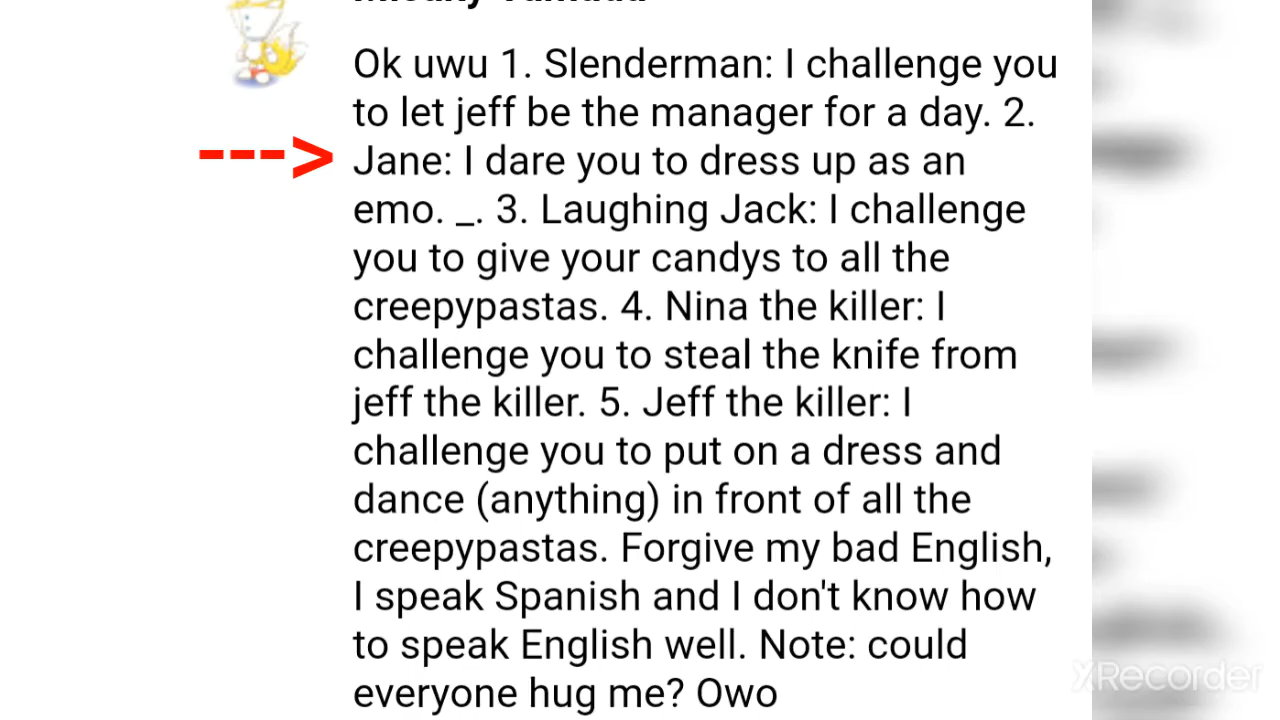 Ok uwu 1. Slenderman: I challenge you
to let jeff be the manager for a day. 2.
---> Jane: I dare you to dress up as an
emo. _. 3. Laughing Jack: I challenge
you to give your candys to all the
creepypastas. 4. Nina the killer: I
challenge you to steal the knife from
jeff the killer. 5. Jeff the killer: I
challenge you to put on a dress and
dance (anything) in front of all the
creepypastas. Forgive my bad English,
I speak Spanish and I don't know how
to speak English well. Note: could
everyone hug me? Owo
XRecorder